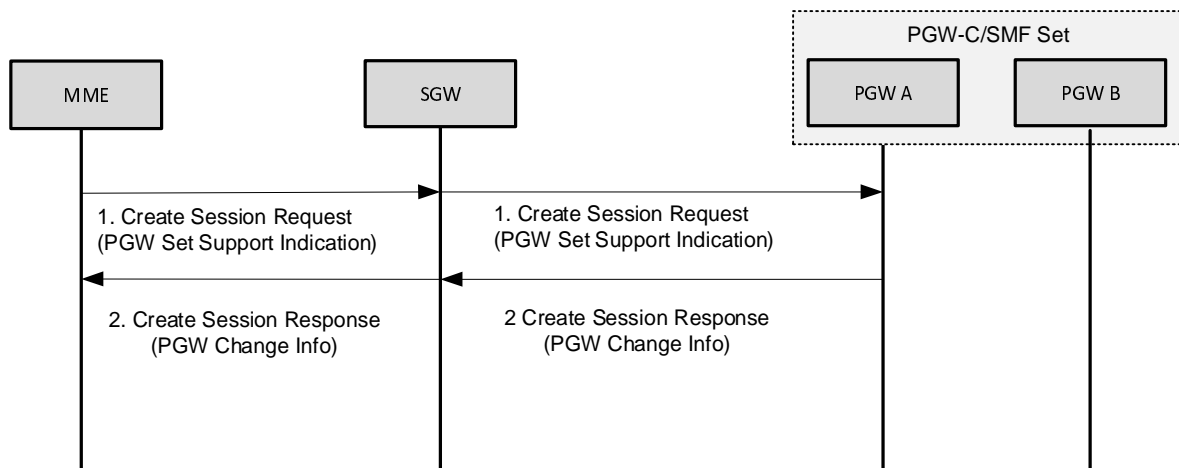 PGW-C/SMF Set
MME
SGW
PGW A
PGW B
1. Create Session Request
(PGW Set Support Indication)
1. Create Session Request
(PGW Set Support Indication)
2. Create Session Response
(PGW Change Info)
2 Create Session Response
(PGW Change Info)